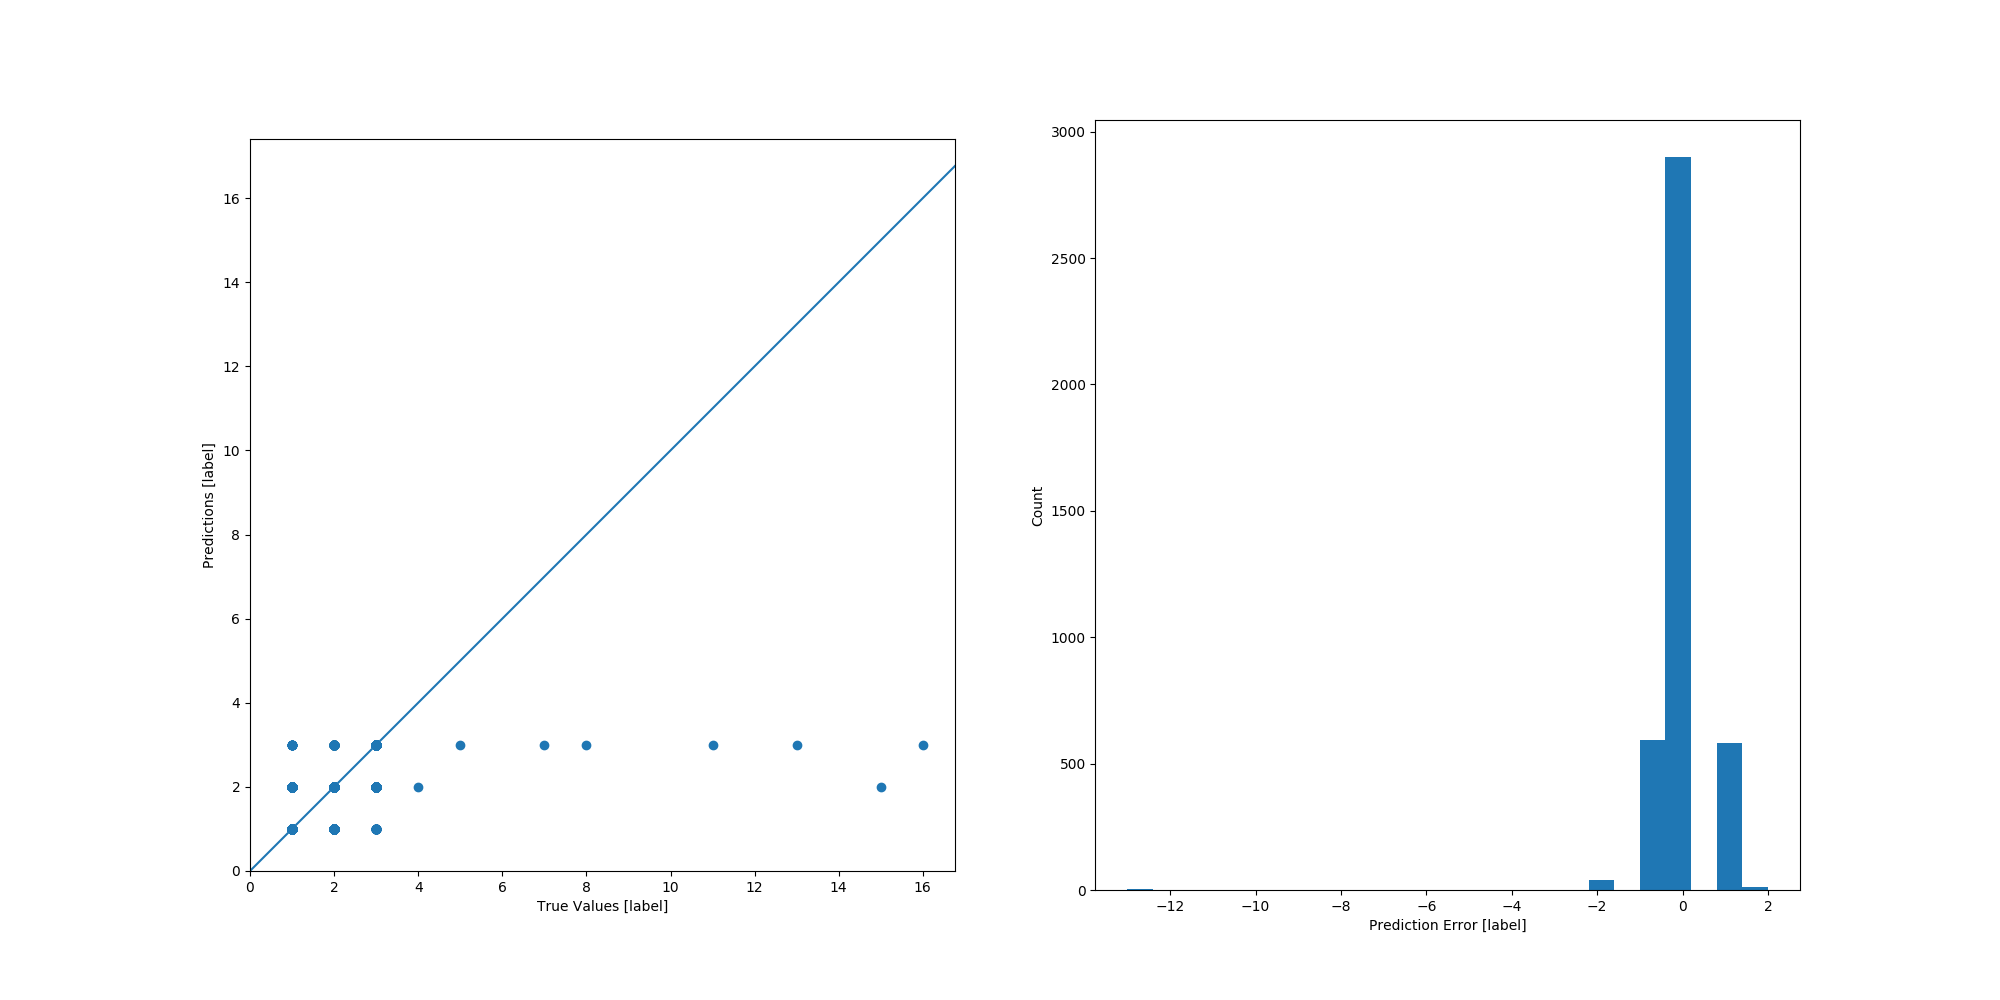 16
14
12
10
8
6
4
2
0
Predictions [label]
0 2 4 6 8 10 12 14 16
True Values [label]
3000
2500
2000
1500
1000
500
0
Count
−12 −10 −8 −6 −4 −2 0 2
Prediction Error [label]